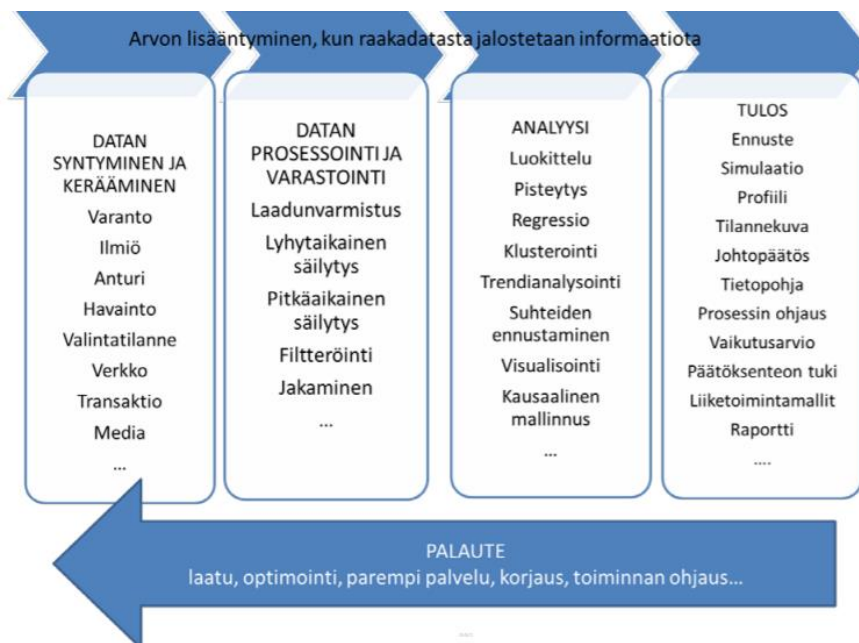 Arvon lisääntyminen, kun raakadatasta jalostetaan informaatiota
DATAN
SYNTYMINEN JA
KERÄÄMINEN
Varanto
Ilmiö
Anturi
Havainto
Valintatilanne
Verkko
Transaktio
Media
...
DATAN
PROSESSOINTI JA
VARASTOINTI
Laadunvarmistus
Lyhytaikainen
säilytys
Pitkäaikainen
säilytys
Filtteröinti
Jakaminen
...
ANALYYSI
Luokittelu
Pisteytys
Regressio
Klusterointi
Trendianalysointi
Suhteiden
ennustaminen
Visualisointi
Kausaalinen
mallinnus
...
TULOS
Ennuste
Simulaatio
Profiili
Tilannekuva
Johtopäätös
Tietopohja
Prosessin ohjaus
Vaikutusarvio
Päätöksenteon tuki
Liiketoimintamallit
Raportti
....
PALAUTE
laatu, optimointi, parempi palvelu, korjaus, toiminnan ohjaus...